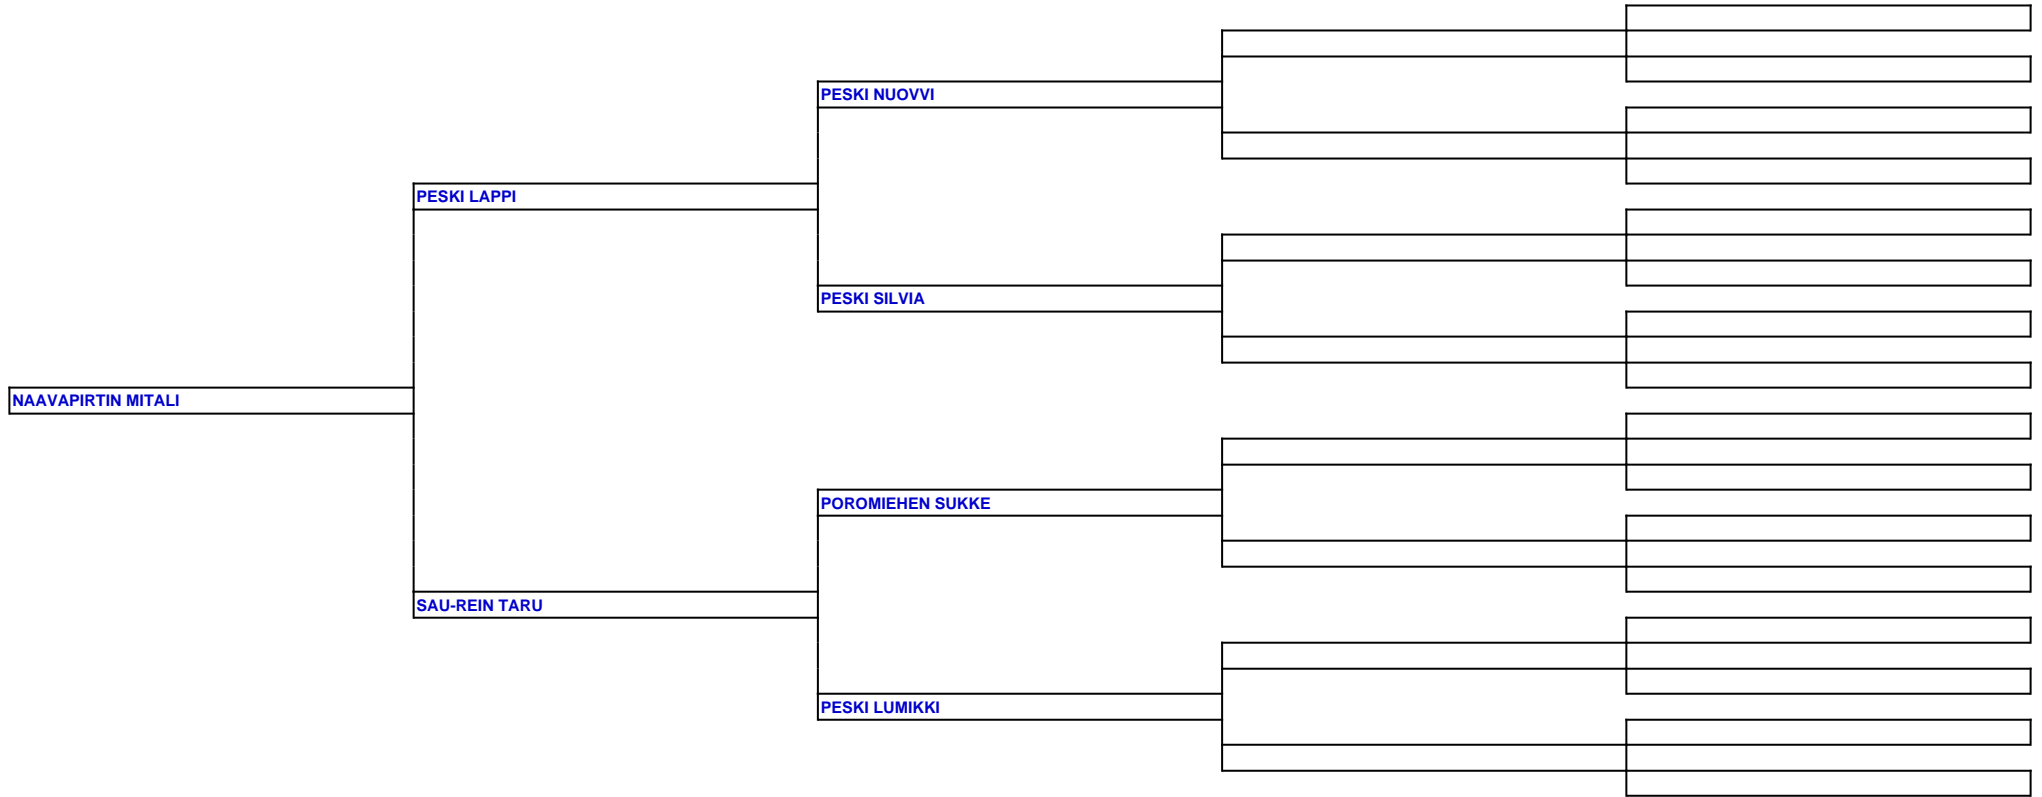 PESKI NUOVVI
PESKI LAPPI
PESKI SILVIA
NAAVAPIRTIN MITALI
POROMIEHEN SUKKE
SAU-REIN TARU
PESKI LUMIKKI